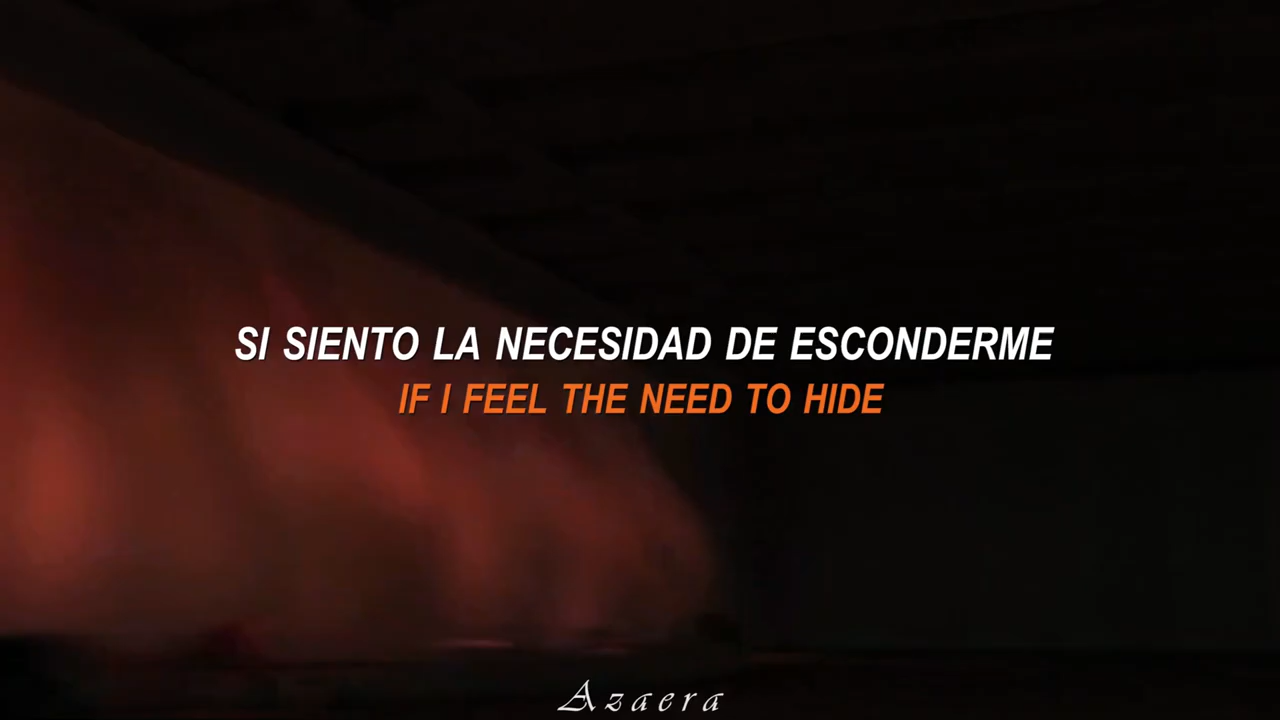 SI SIENTO LA NECESIDAD DE ESCONDERME
IF I FEEL THE NEED TO HIDE
Azaera